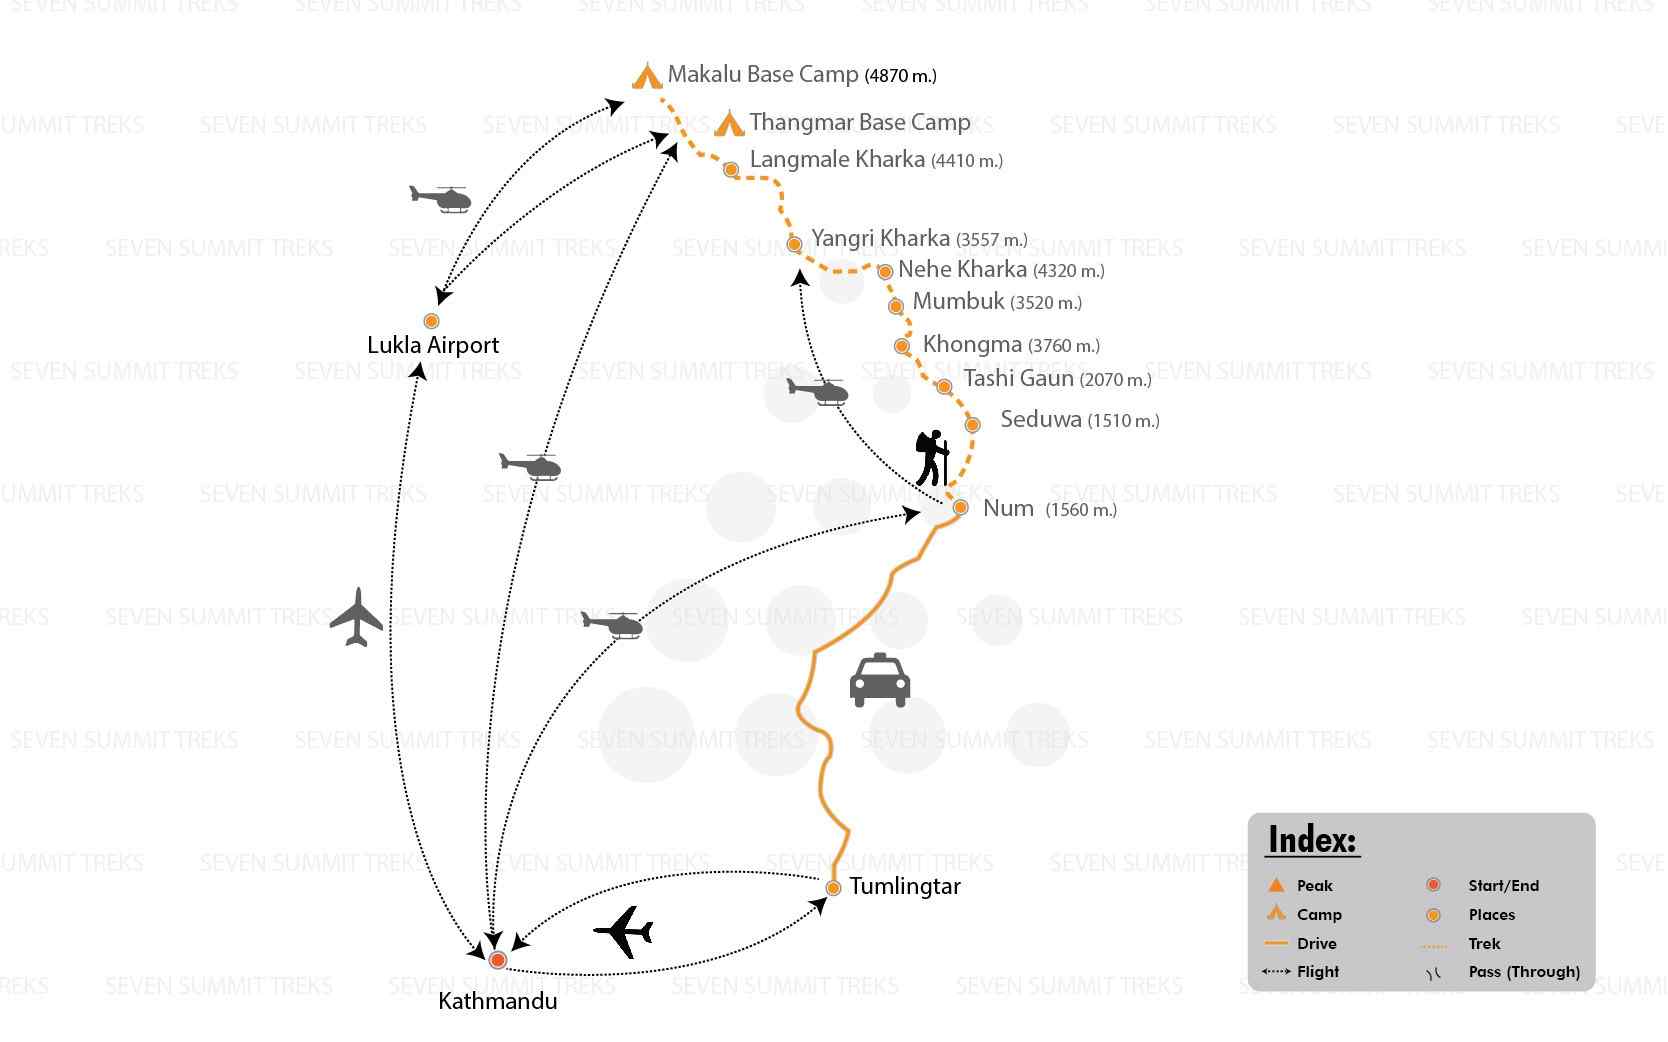 SEVEN SUMMIT TREKS
Makalu Base Camp (4870 m.)
Thangmar Base Camp
Langmale Kharka (4410 m.)
Yangri Kharka (3557 m.)
Nehe Kharka (4320 m.)
Mumbuk (3520 m.)
Lukla Airport
Khongma (3760 m.)
Tashi Gaun (2070 m.)
Seduwa (1510 m.)
Num (1560 m.)
Tumlingtar
Kathmandu
Index:
Peak
Start/End
Camp
Places
Drive
Trek
Flight
Pass (Through)